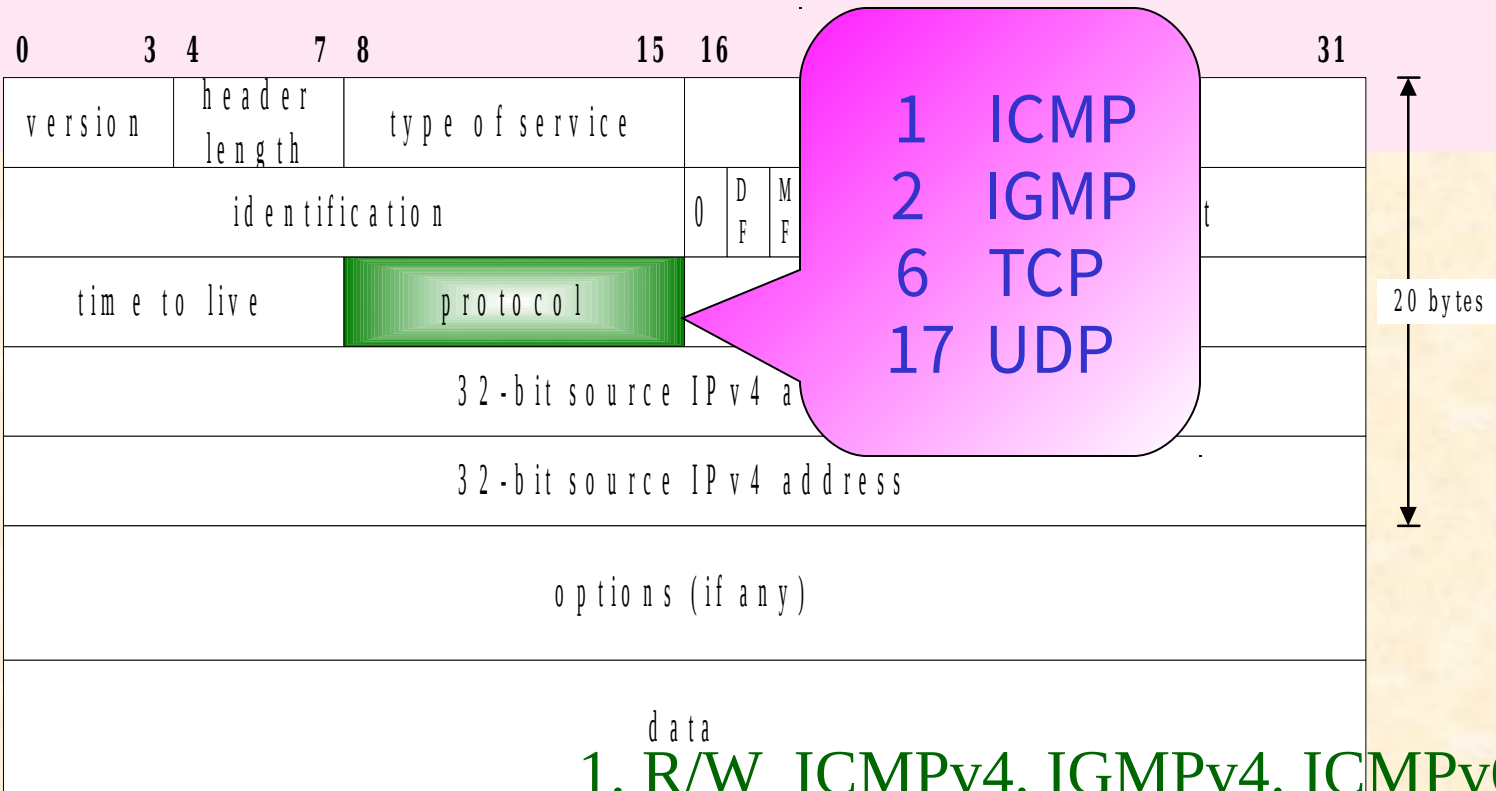 0 3 4 7 8 15 16 31
version
header
length
type of service
identification
0
D
F
M
F
t
time to live
protocol
1 ICMP
2 IGMP
6 TCP
17 UDP
20 bytes
32-bit source IPv4 a
32-bit source IPv4 address
options (if any)
data
1. R/W ICMPv4, IGMPv4, ICMPv6